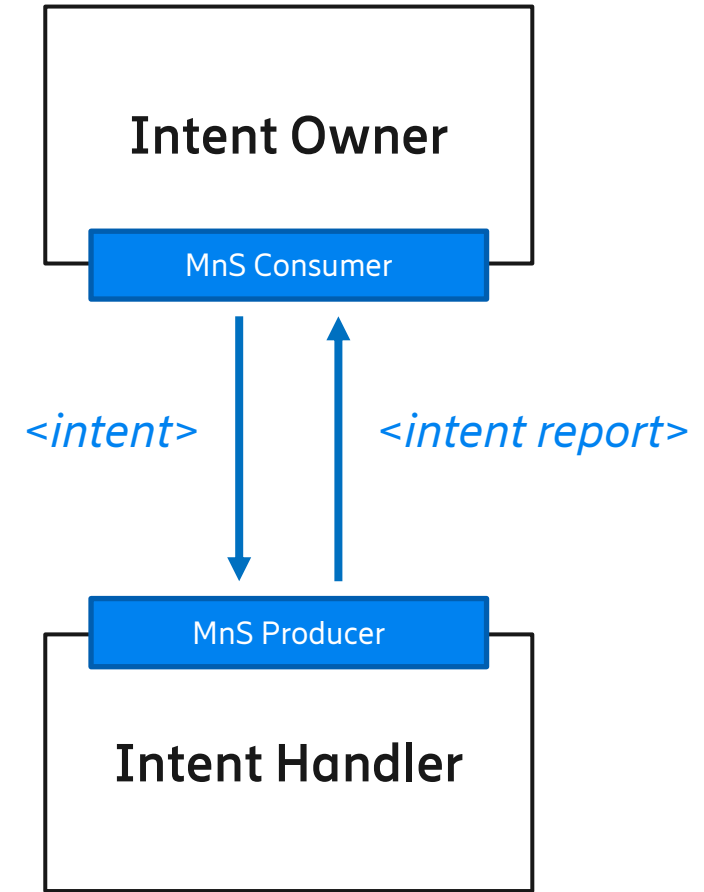 Intent Owner
MnS Consumer
<intent>
<intent report>
MnS Producer
Intent Handler